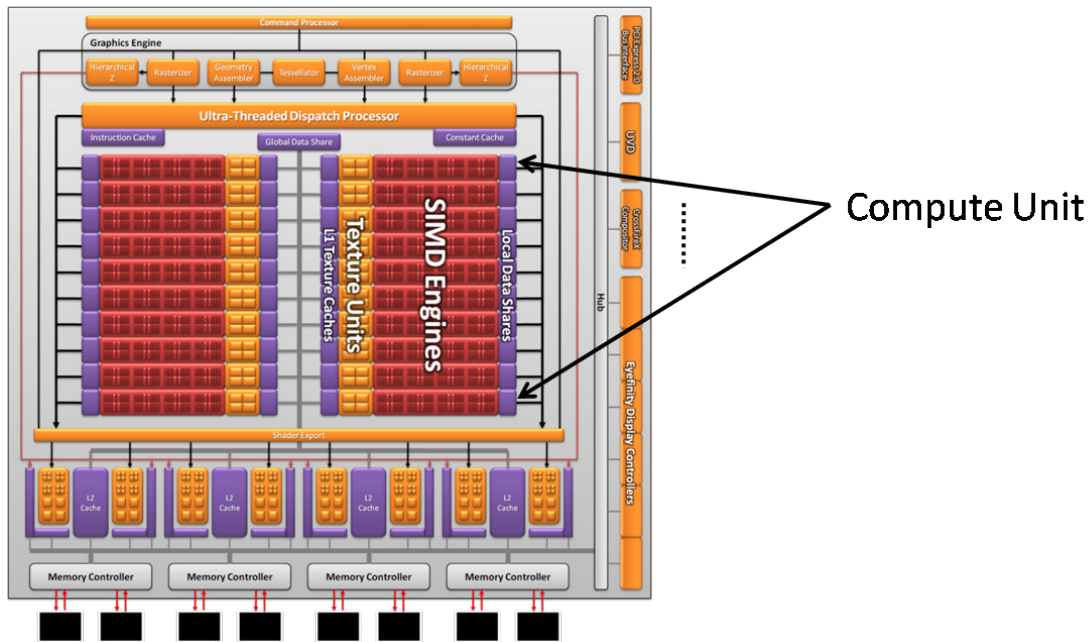 Command Processor
Graphics Engine
Hierarchical
Z
Rasterizer
Geometry
Assembler
Tessellator
Vertex
Assembler
Rasterizer
Hierarchical
Z
Ultra-Threaded Dispatch Processor
Instruction Cache
Global Data Share
Constant Cache
L1 Texture Caches
Texture Units
SIMD Engines
Local Data Shares
Shader Export
L2
Cache
L2
Cache
L2
Cache
L2
Cache
Memory Controller
Memory Controller
Memory Controller
Memory Controller
Hub
PCI Express 2.0
Bus Interface
UVD
CrossFireX
Compositor
Eyefinity Display Controllers
Compute Unit